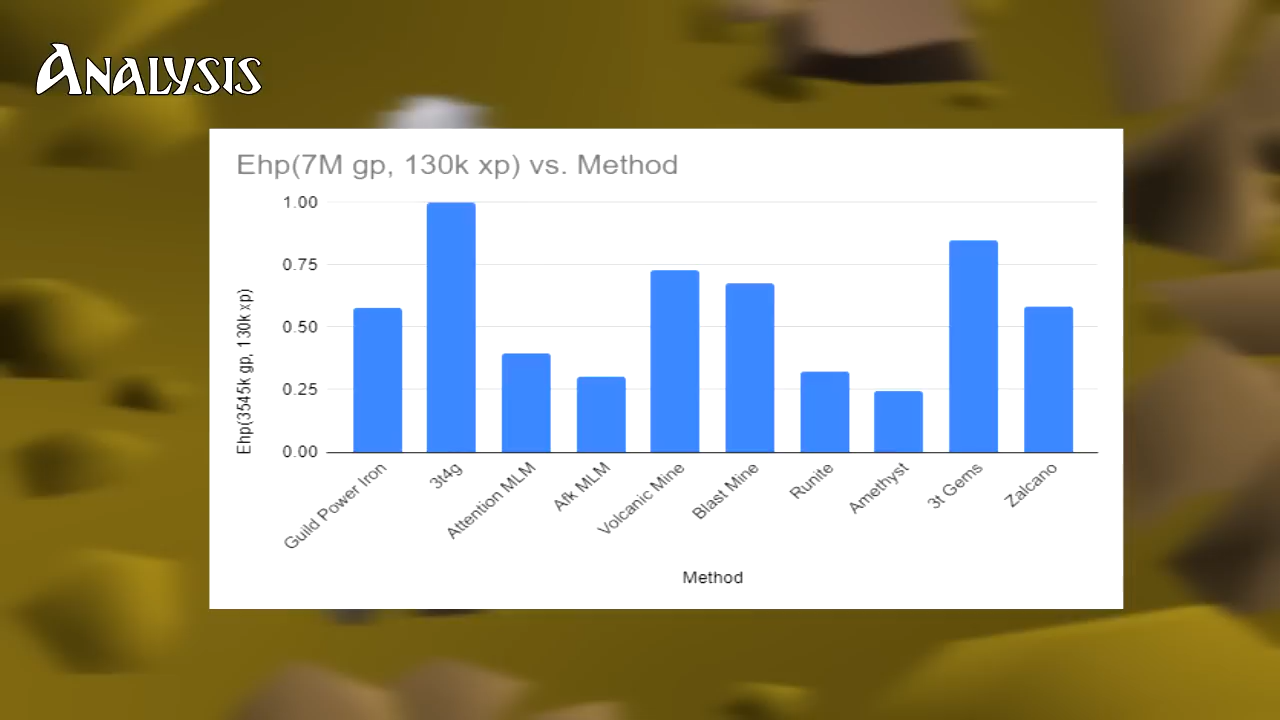 Analysis
Ehp(7M gp, 130k xp) vs. Method
Ehp(3545k gp, 130k xp)
1.00
0.75
0.50
0.25
0.00
Guild Power Iron
3t4g
Attention MLM
Afk MLM
Volcanic Mine
Blast Mine
Runite
Amethyst
3t Gems
Zalcano
Method